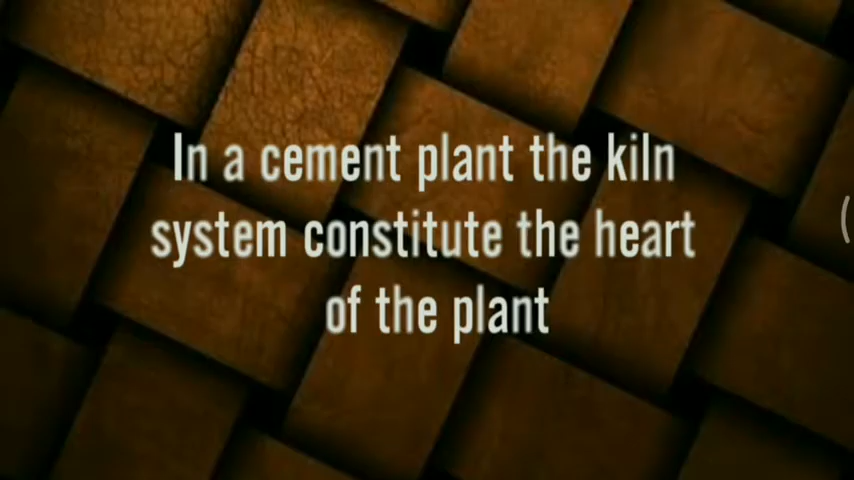 In a cement plant the kiln
system constitute the heart
of the plant